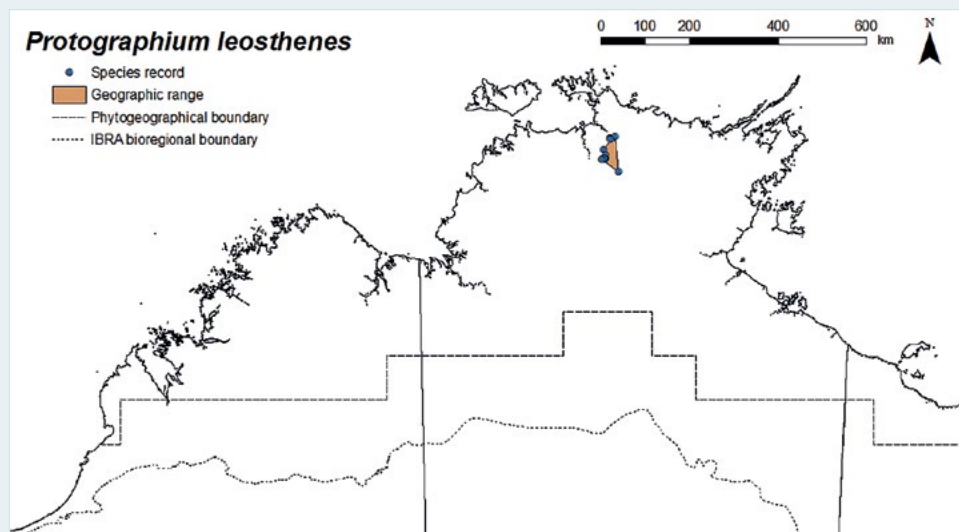 Protographium leosthenes
Species record
Geographic range
Phytogeographical boundary
IBRA bioregional boundary
0 100 200 400 600
km
N